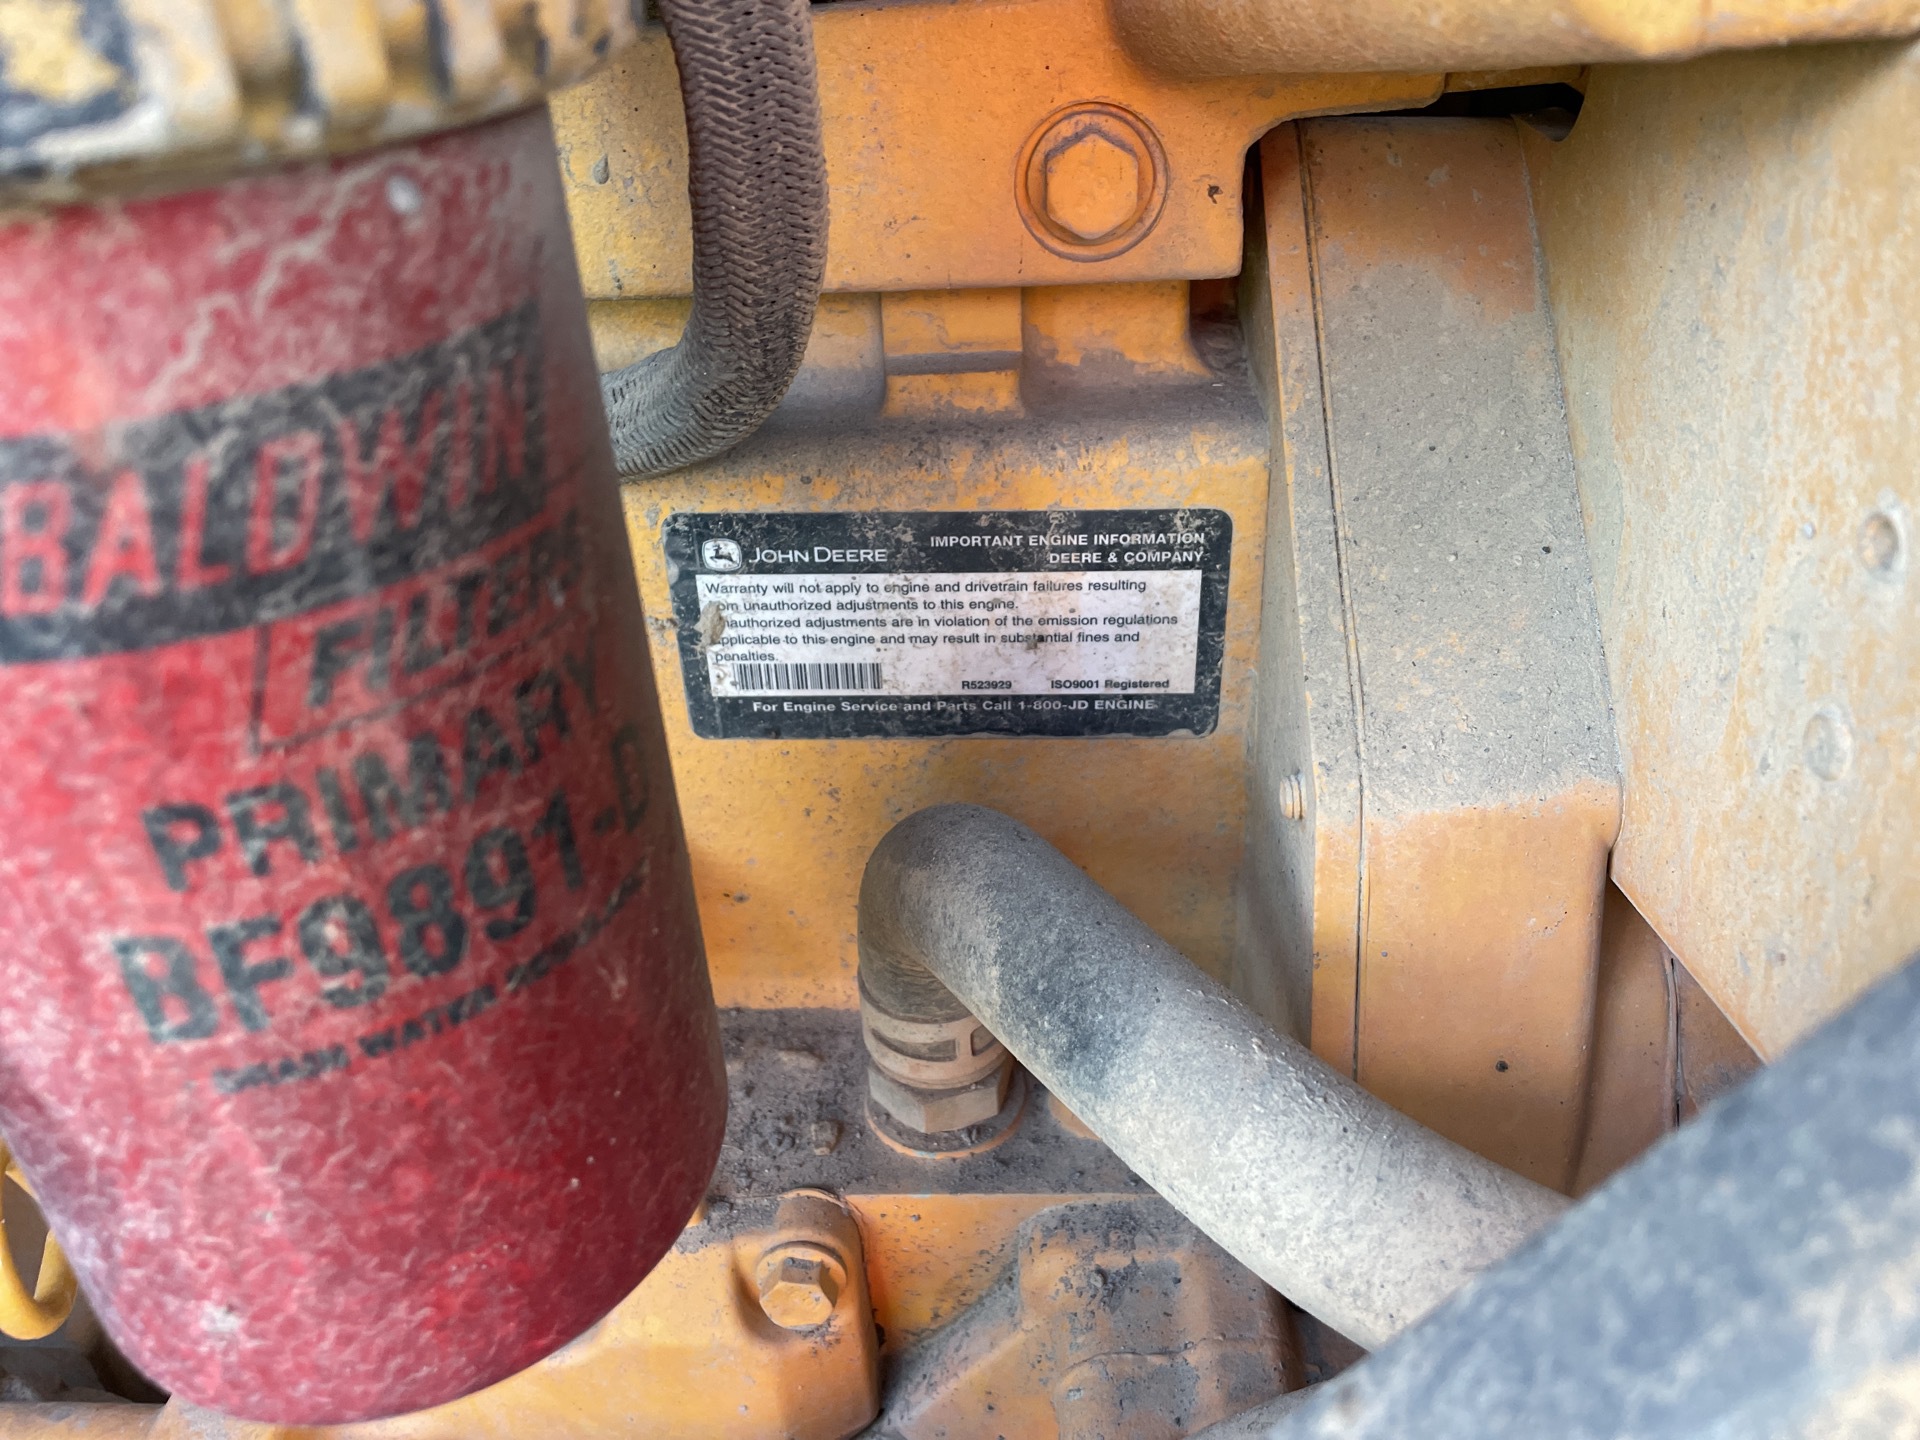 BALDWIN
FILTERS
PRIMARY
BF9891-D
DRAIN WATER
JOHN DEERE
IMPORTANT ENGINE INFORMATION
DEERE & COMPANY
Warranty will not apply to engine and drivetrain failures resulting
unauthorized adjustments to this engine.
adjustments are in violation of the emission regulations
applicable to this engine and may result in substantial fines and
penalties.
R523929 ISO9001 Registered
For Engine Service and Parts Call 1-800-JD ENGINE